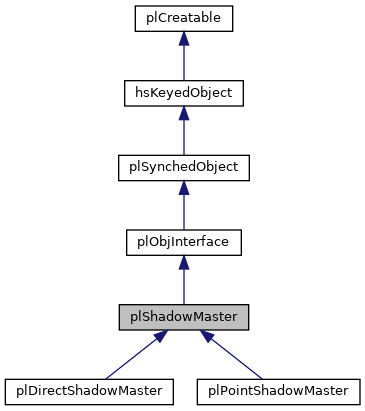 plCreatable
hsKeyedObject
plSynchedObject
plObjInterface
plShadowMaster
plDirectShadowMaster
plPointShadowMaster